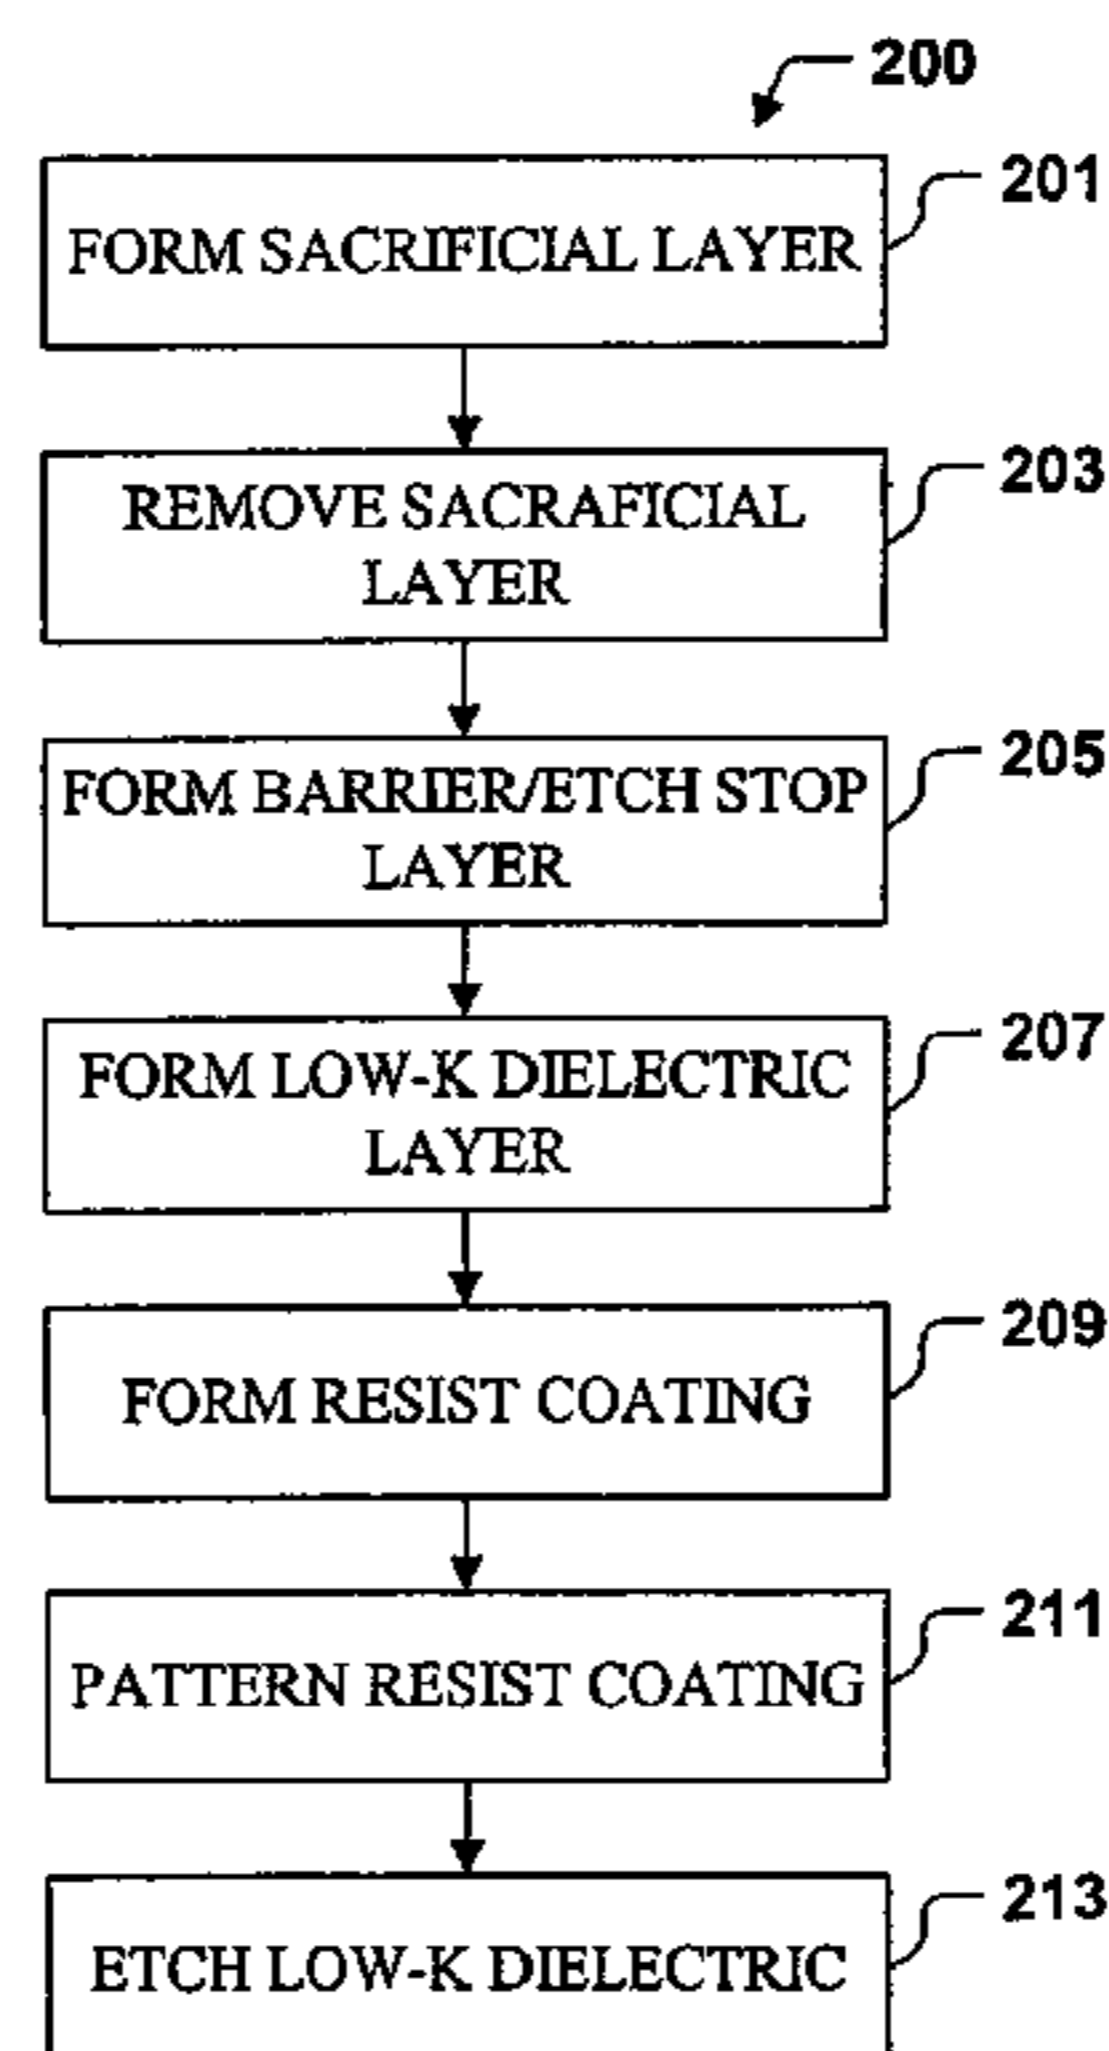 200
201
FORM SACRIFICIAL LAYER
203
REMOVE SACRAFICIAL
LAYER
205
FORM BARRIER/ETCH STOP
LAYER
207
FORM LOW-K DIELECTRIC
LAYER
209
FORM RESIST COATING
211
PATTERN RESIST COATING
213
ETCH LOW-K DIELECTRIC